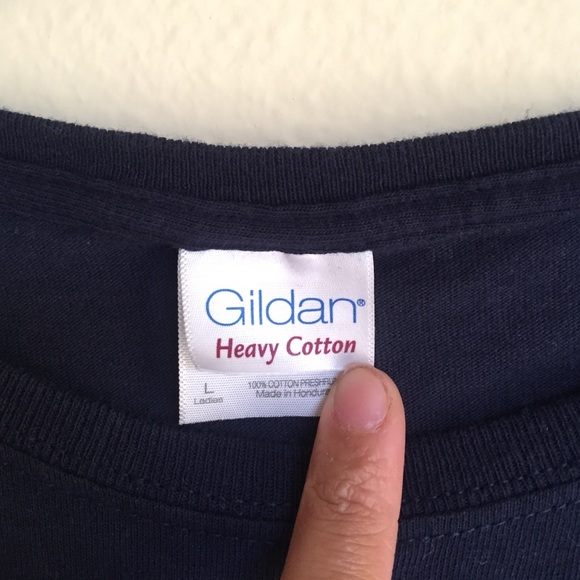 Gildan®
Heavy Cotton
L
Ladies
100% COTTON
Made in